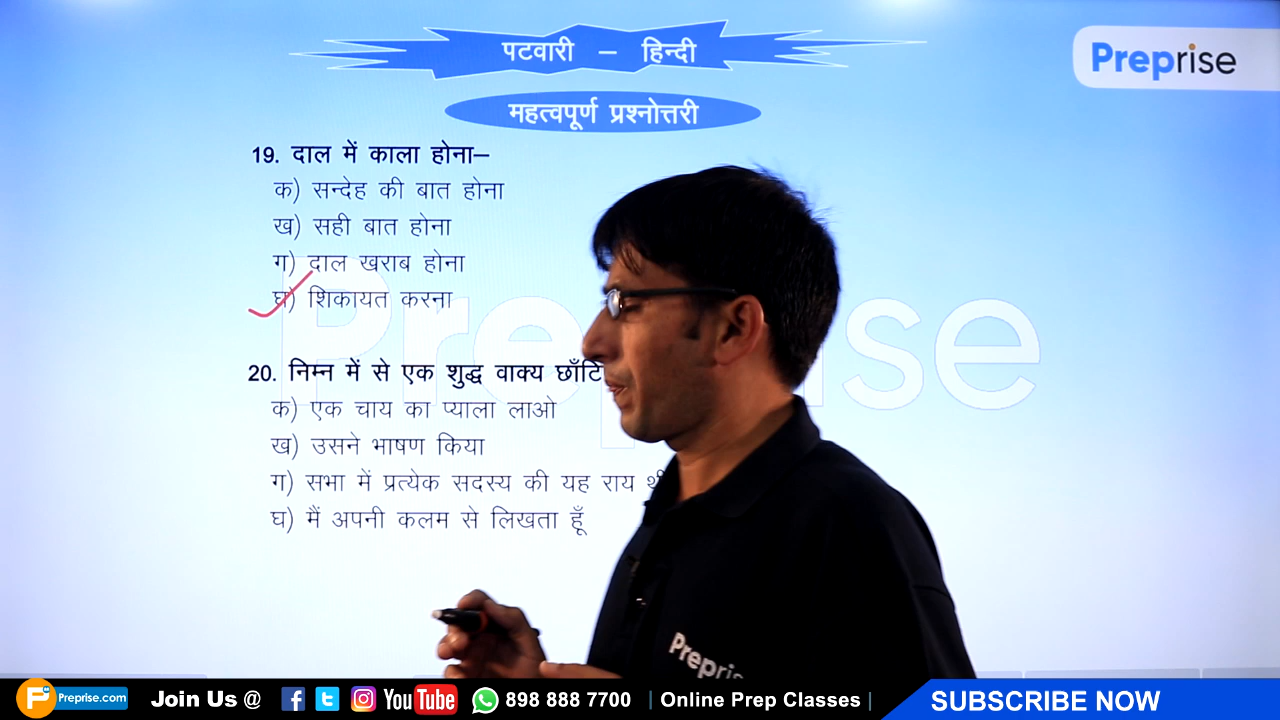 पटवारी – हिन्दी
Preprise
महत्वपूर्ण प्रश्नोत्तरी
19. दाल में काला होना–
क) सन्देह की बात होना
ख) सही बात होना
ग) दाल खराब होना
घ) शिकायत करना
20. निम्न में से एक शुद्ध वाक्य
क) एक चाय का प्याला लाओ
ख) उसने भाषण किया
ग) सभा में प्रत्येक सदस्य की यह राय
घ) मैं अपनी कलम से लिखता हूँ
Preprise
Preprise.com
Join Us @
YouTube
898 888 7700
| Online Prep Classes |
SUBSCRIBE NOW